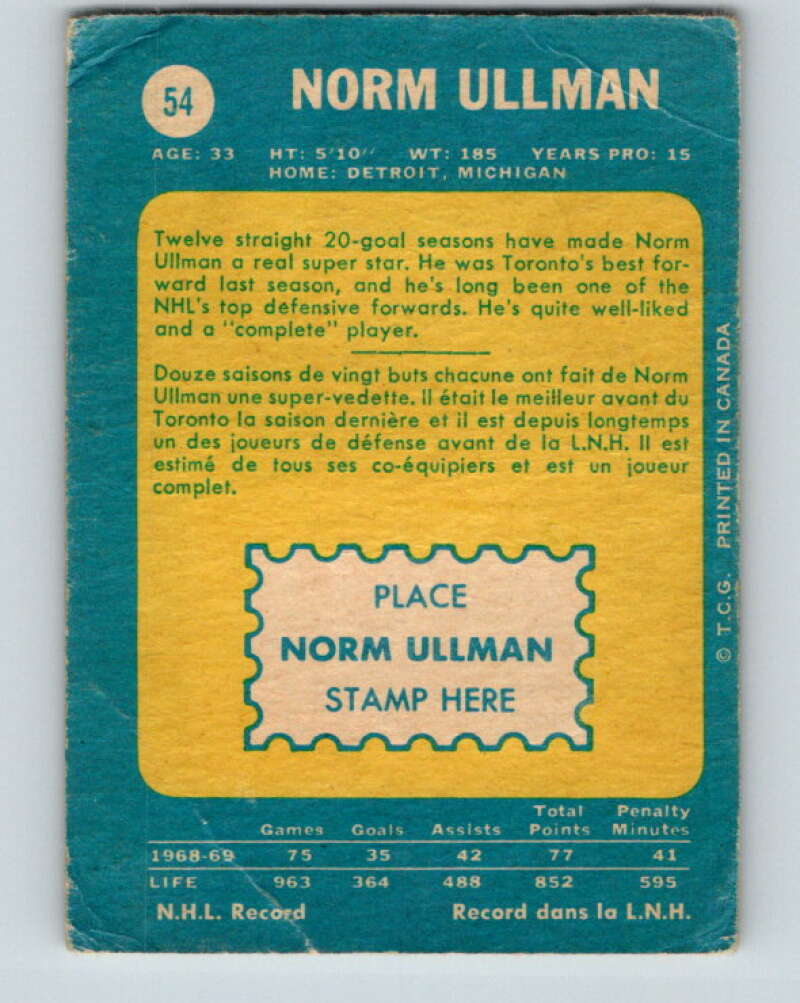 54
NORM ULLMAN
AGE: 33 HT: 5'10" WT: 185 YEARS PRO: 15
HOME: DETROIT, MICHIGAN
Twelve straight 20-goal seasons have made Norm
Ullman a real super star. He was Toronto's best for-
ward last season, and he's long been one of the
NHL's top defensive forwards. He's quite well-liked
and a "complete" player.
Douze saisons de vingt buts chacune ont fait de Norm
Ullman une super-vedette. Il était le meilleur avant du
Toronto la saison dernière et il est depuis longtemps
un des joueurs de défense avant de la L.N.H. Il est
estimé de tous ses co-équipiers et est un joueur
complet.
PLACE
NORM ULLMAN
STAMP HERE
© T.C.G. PRINTED IN CANADA
Total Penalty
Games Goals Assists Points Minutes
1968-69 75 35 42 77 41
LIFE 963 364 488 852 595
N.H.L. Record Record dans la L.N.H.